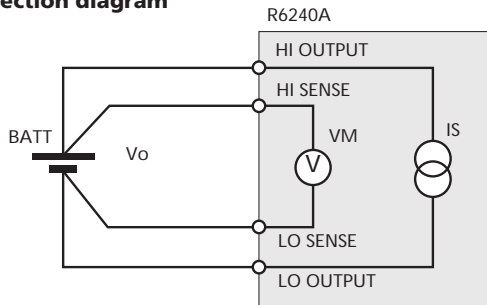 ection diagram
R6240A
HI OUTPUT
HI SENSE
BATT
Vo
VM
IS
V
LO SENSE
LO OUTPUT